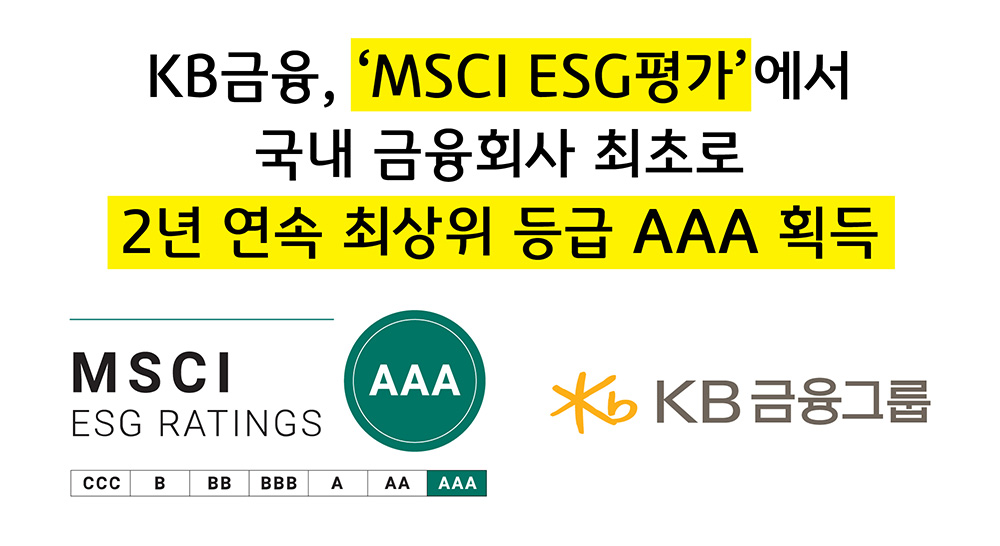 KB금융, ‘MSCI ESG평가’에서
국내 금융회사 최초로
2년 연속 최상위 등급 AAA 획득
MSCI
ESG RATINGS
AAA
CCC B BB BBB A AA AAA
Kb KB금융그룹